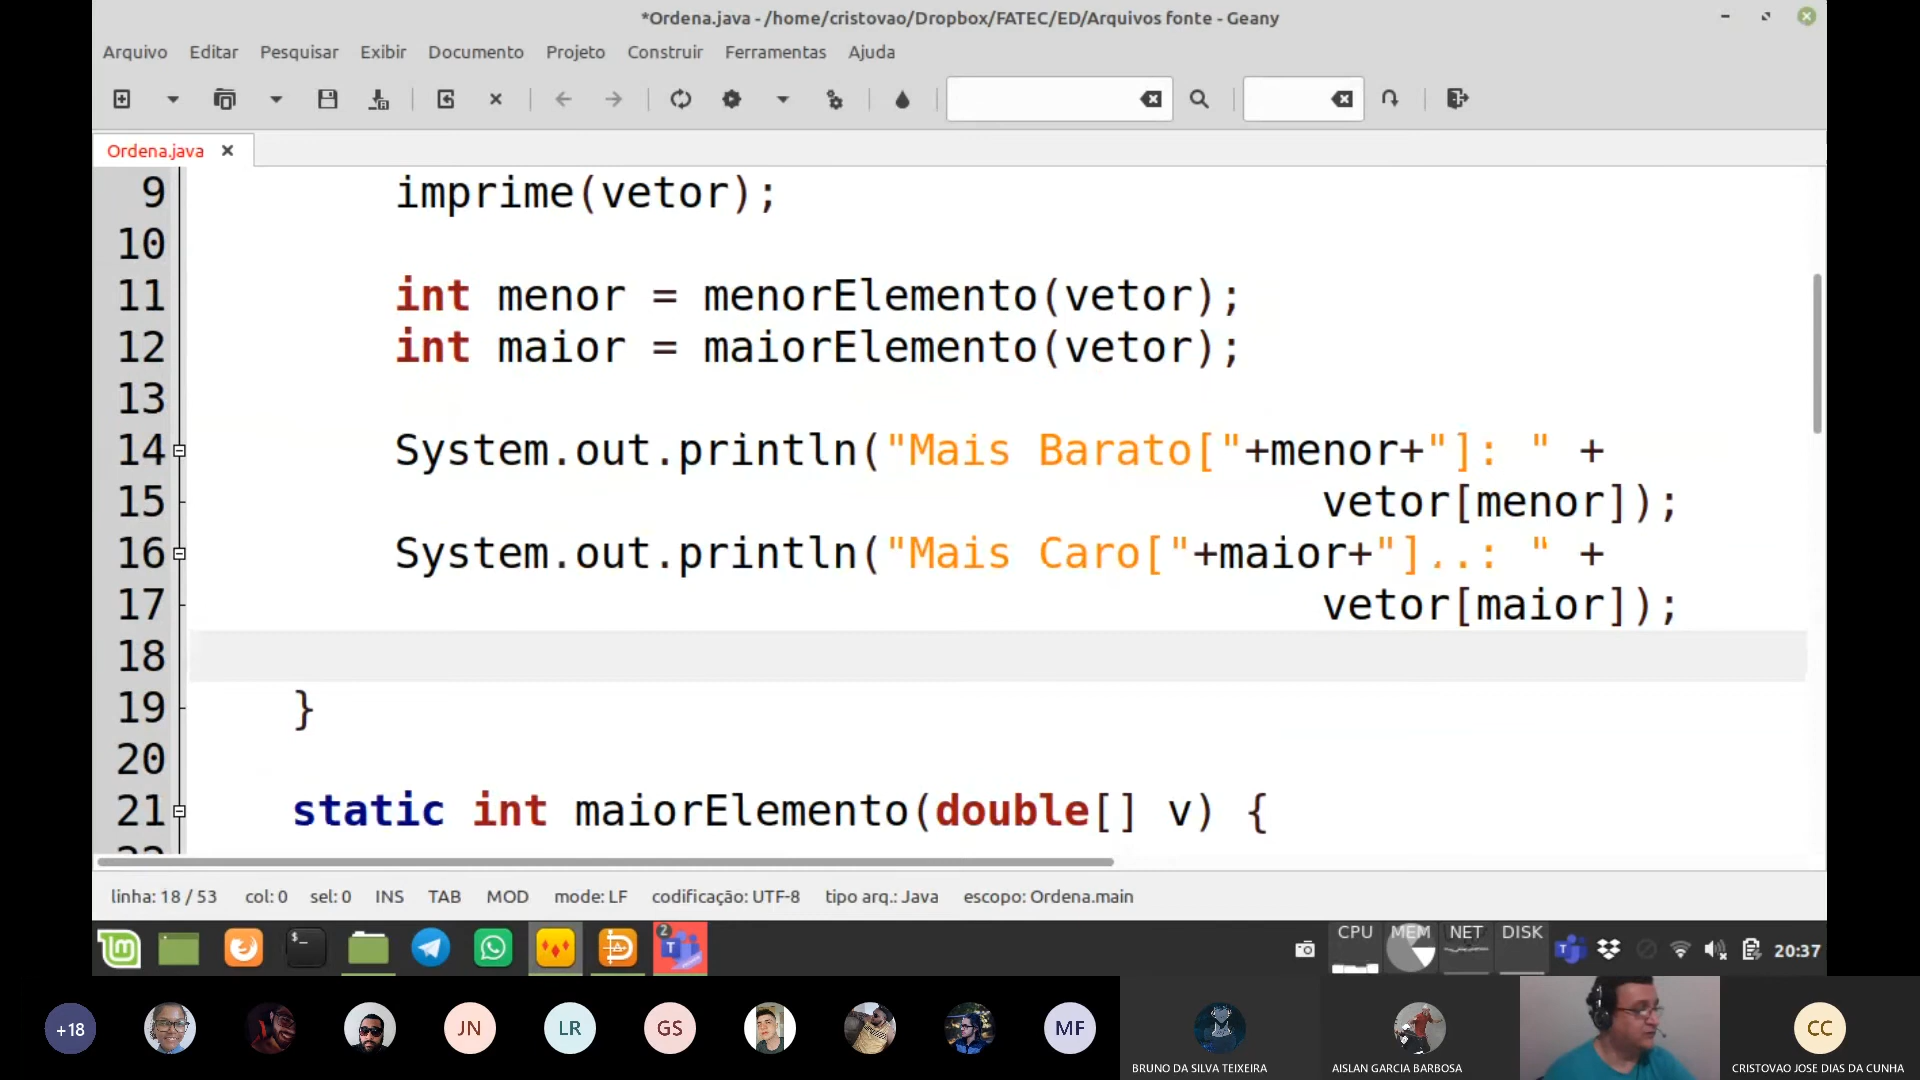 *Ordena.java - /home/cristovao/Dropbox/FATEC/ED/Arquivos fonte - Geany
Arquivo Editar Pesquisar Exibir Documento Projeto Construir Ferramentas Ajuda
Ordena.java
9 imprime(vetor);
10
11 int menor = menorElemento(vetor);
12 int maior = maiorElemento(vetor);
13
14 System.out.println("Mais Barato["+menor+"]: " +
15 vetor[menor]);
16 System.out.println("Mais Caro["+maior+"]..: " +
17 vetor[maior]);
18
19 }
20
21 static int maiorElemento(double[] v) {
linha: 18 / 53 col: 0 sel: 0 INS TAB MOD mode: LF codificação: UTF-8 tipo arq.: Java escopo: Ordena.main
$_ 2 T CPU MEM NET DISK T 20:37
+18 JN LR GS MF CC
BRUNO DA SILVA TEIXEIRA AISLAN GARCIA BARBOSA CRISTOVAO JOSE DIAS DA CUNHA